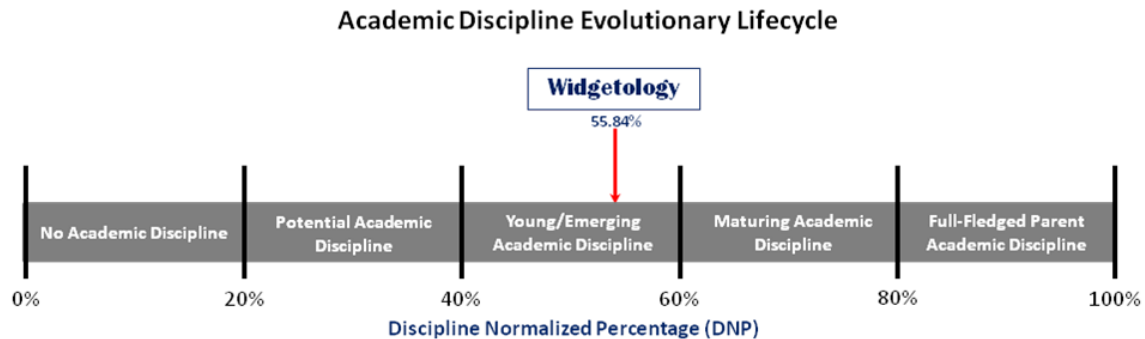 Academic Discipline Evolutionary Lifecycle
Widgetology
55.84%
No Academic Discipline
Potential Academic
Discipline
Young/Emerging
Academic Discipline
Maturing Academic
Discipline
Full-Fledged Parent
Academic Discipline
0%
20%
40%
60%
80%
100%
Discipline Normalized Percentage (DNP)